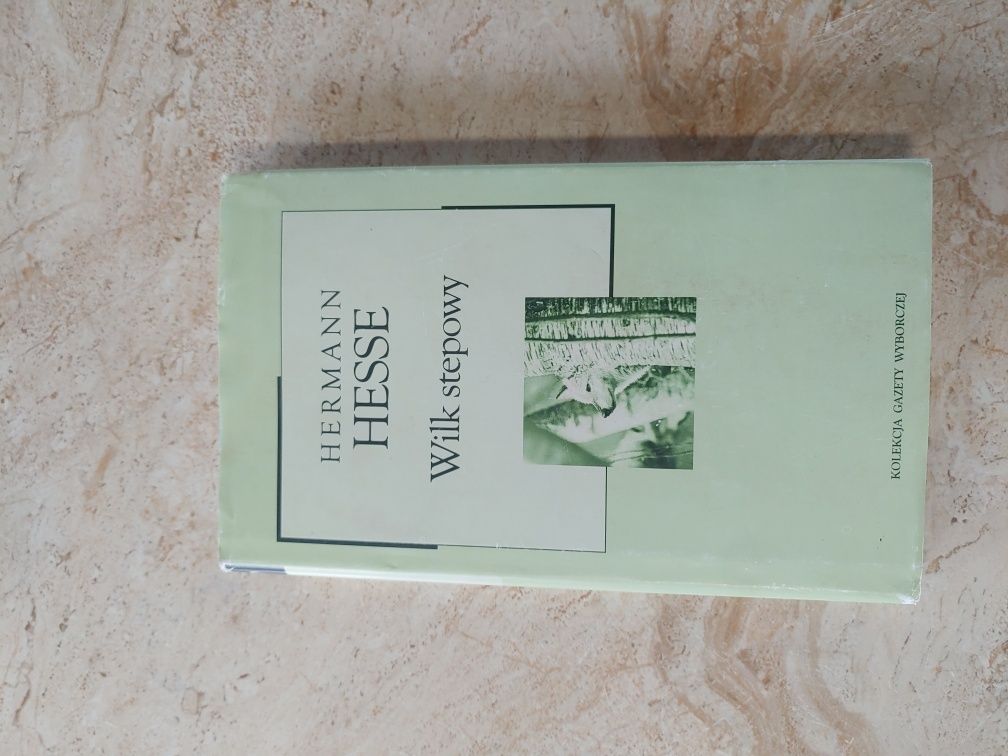 HERMANN
HESSE
Wilk stepowy
KOLEKCJA GAZETY WYBORCZEJ